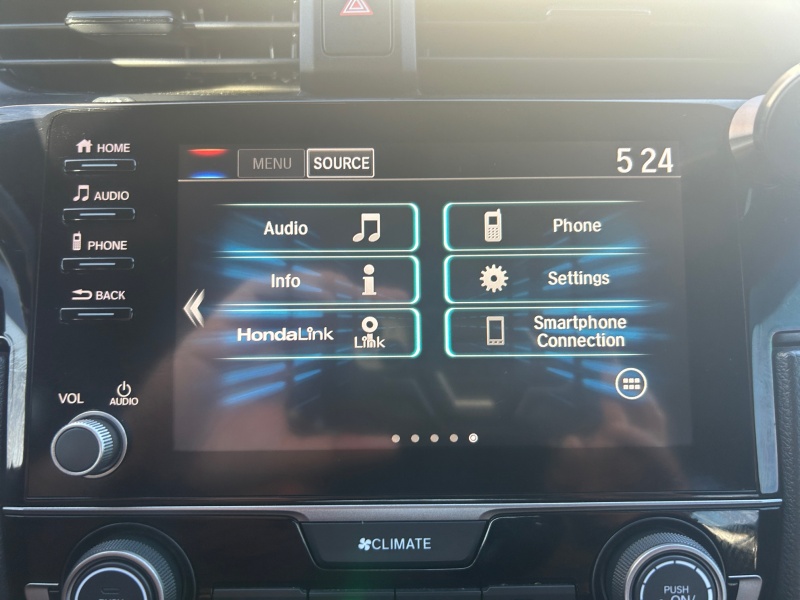 HOME
AUDIO
PHONE
BACK
VOL
AUDIO
MENU
SOURCE
5 24
Audio
Phone
Info
Settings
HondaLink
Link
Smartphone
Connection
CLIMATE
PUSH
ON/